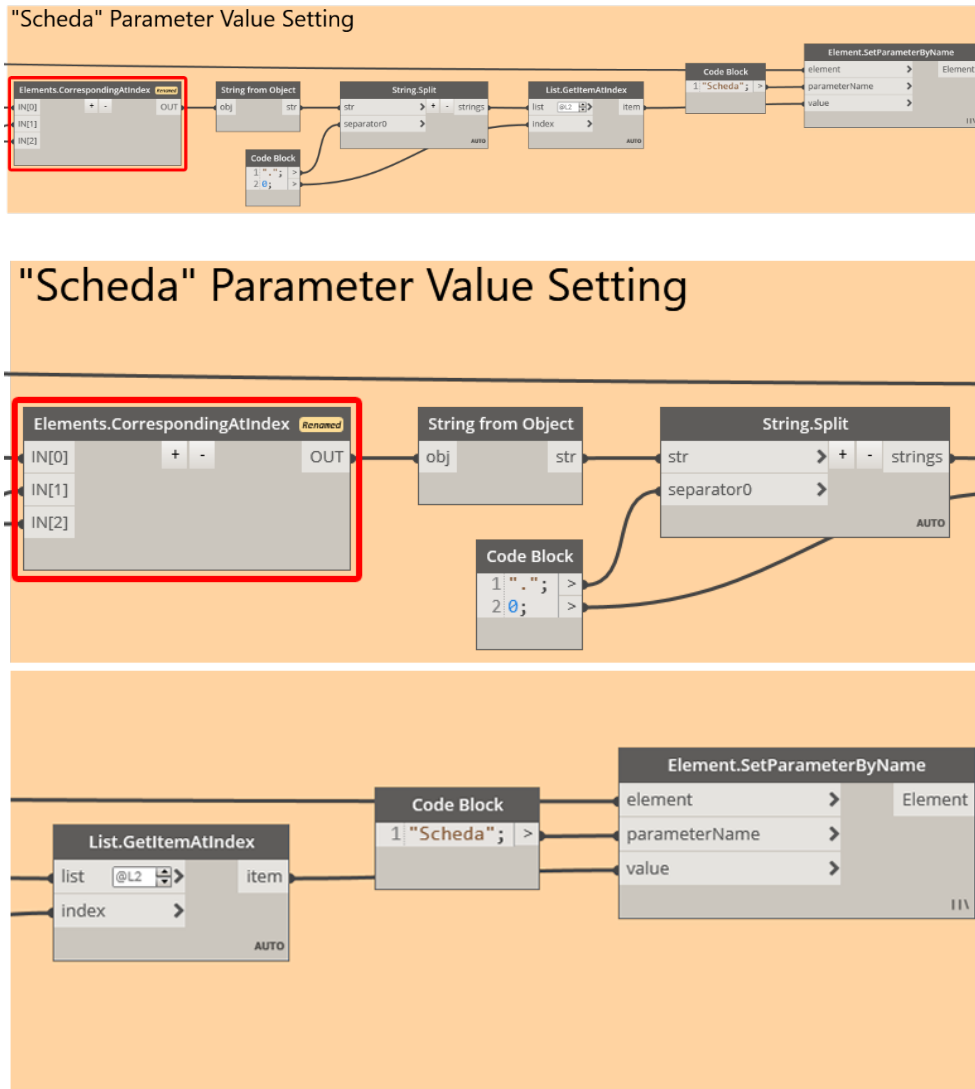 "Scheda" Parameter Value Setting
Element.SetParameterByName
element > Element
parameterName >
value >
Code Block
1 "Scheda"; >
Elements.CorrespondingAtIndex Renamed
IN[0] + - OUT
IN[1]
IN[2]
String from Object
obj str
String.Split
str > + - strings
separator0 >
AUTO
List.GetItemAtIndex
list @L2 > item
index >
AUTO
Code Block
1 "."; >
2 0; >
"Scheda" Parameter Value Setting
Elements.CorrespondingAtIndex Renamed
IN[0] + - OUT
IN[1]
IN[2]
String from Object
obj str
String.Split
str > + - strings
separator0 >
AUTO
Code Block
1 "."; >
2 0; >
List.GetItemAtIndex
list @L2 > item
index >
AUTO
Code Block
1 "Scheda"; >
Element.SetParameterByName
element > Element
parameterName >
value >